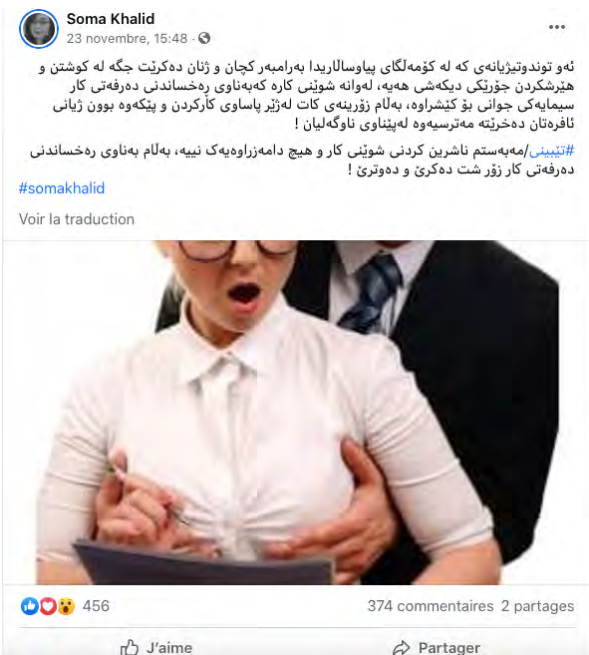 Soma Khalid
23 novembre, 15:48
ئەو توندوتیژیانەی کە لە کۆمەڵگای پیاوسالاریدا بەرامبەر کچان و ژنان دەکرێت جگە لە کوشتن و
هێرشکردن جۆرێکی دیکەشی هەیە، لەوانە شوێنی کارە کەبەناوی ڕەخساندنی دەرفەتی کار
سیمایەکی جوانی بۆ کێشراوە، بەڵام زۆرینەی کات لەژێر پاساوی کارکردن و پێکەوە بوون ژیانی
ئافرەتان دەخرێتە مەترسیەوە لەپێناوی ناوگەلیان !
#تێبینی/مەبەستم ناشرین کردنی شوێنی کار و هیچ دامەزراوەیەک نییە، بەڵام بەناوی ڕەخساندنی
دەرفەتی کار زۆر شت دەکرێ و دەوترێ !
#somakhalid
Voir la traduction
456
374 commentaires 2 partages
J'aime
Partager